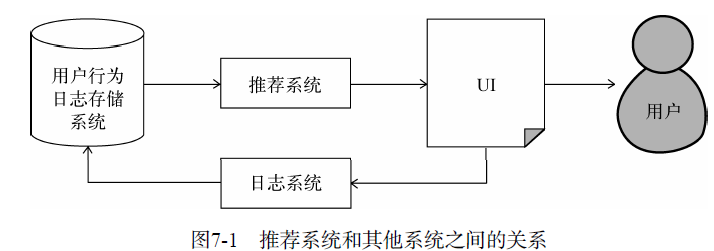 用户行为
日志存储
系统
推荐系统
UI
用户
日志系统
图7-1 推荐系统和其他系统之间的关系